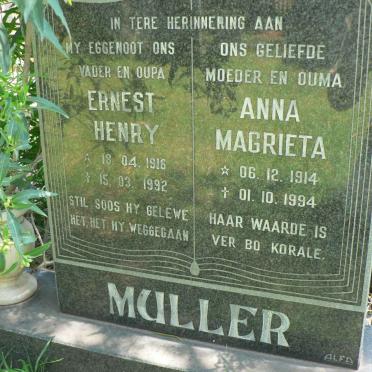 IN TERE HERINNERING AAN
MY EGGENOOT ONS
VADER EN OUPA
ERNEST
HENRY
* 18.04.1916
† 15.03.1992
STIL SOOS HY GELEWE
HET, HET HY WEGGEGAAN
ONS GELIEFDE
MOEDER EN OUMA
ANNA
MAGRIETA
* 06.12.1914
† 01.10.1994
HAAR WAARDE IS
VER BO KORALE.
MULLER
ALFA